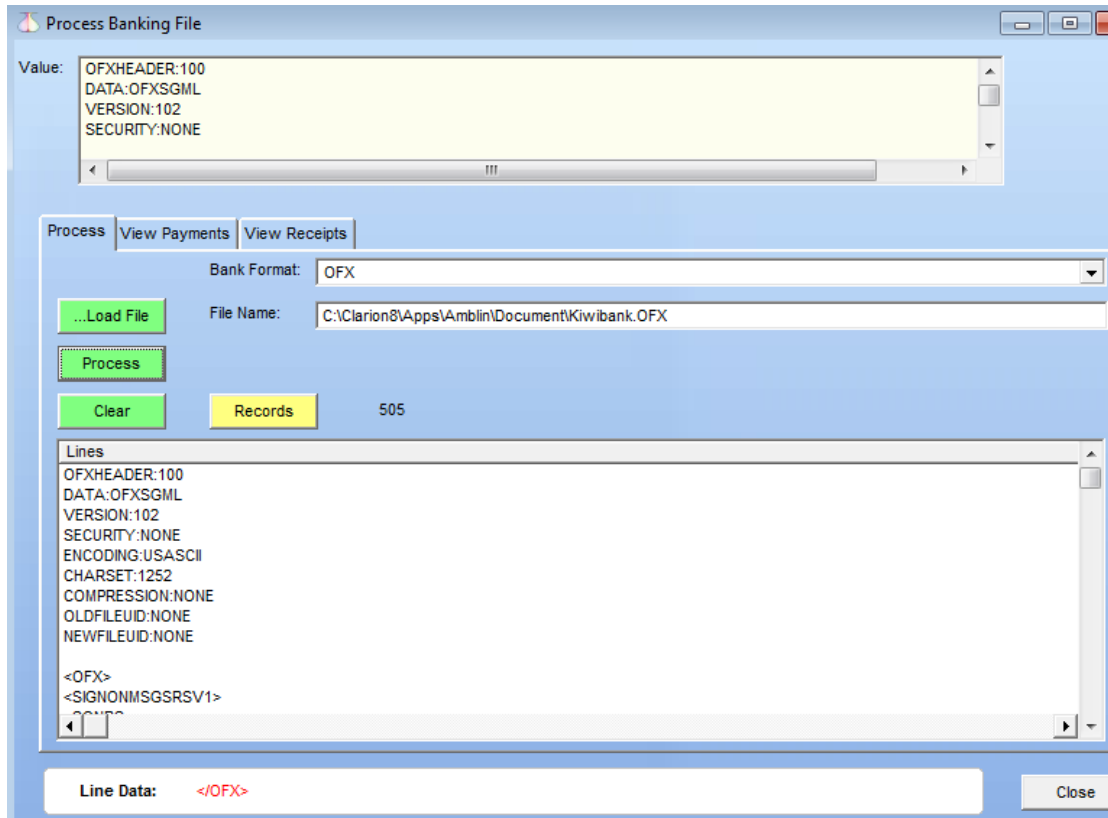 Process Banking File
Value:
OFXHEADER:100
DATA:OFXSGML
VERSION:102
SECURITY:NONE
Process View Payments View Receipts
Bank Format: OFX
...Load File File Name: C:\Clarion8\Apps\Amblin\Document\Kiwibank.OFX
Process
Clear Records 505
Lines
OFXHEADER:100
DATA:OFXSGML
VERSION:102
SECURITY:NONE
ENCODING:USASCII
CHARSET:1252
COMPRESSION:NONE
OLDFILEUID:NONE
NEWFILEUID:NONE
<OFX>
<SIGNONMSGSRSV1>
Line Data: </OFX>
Close